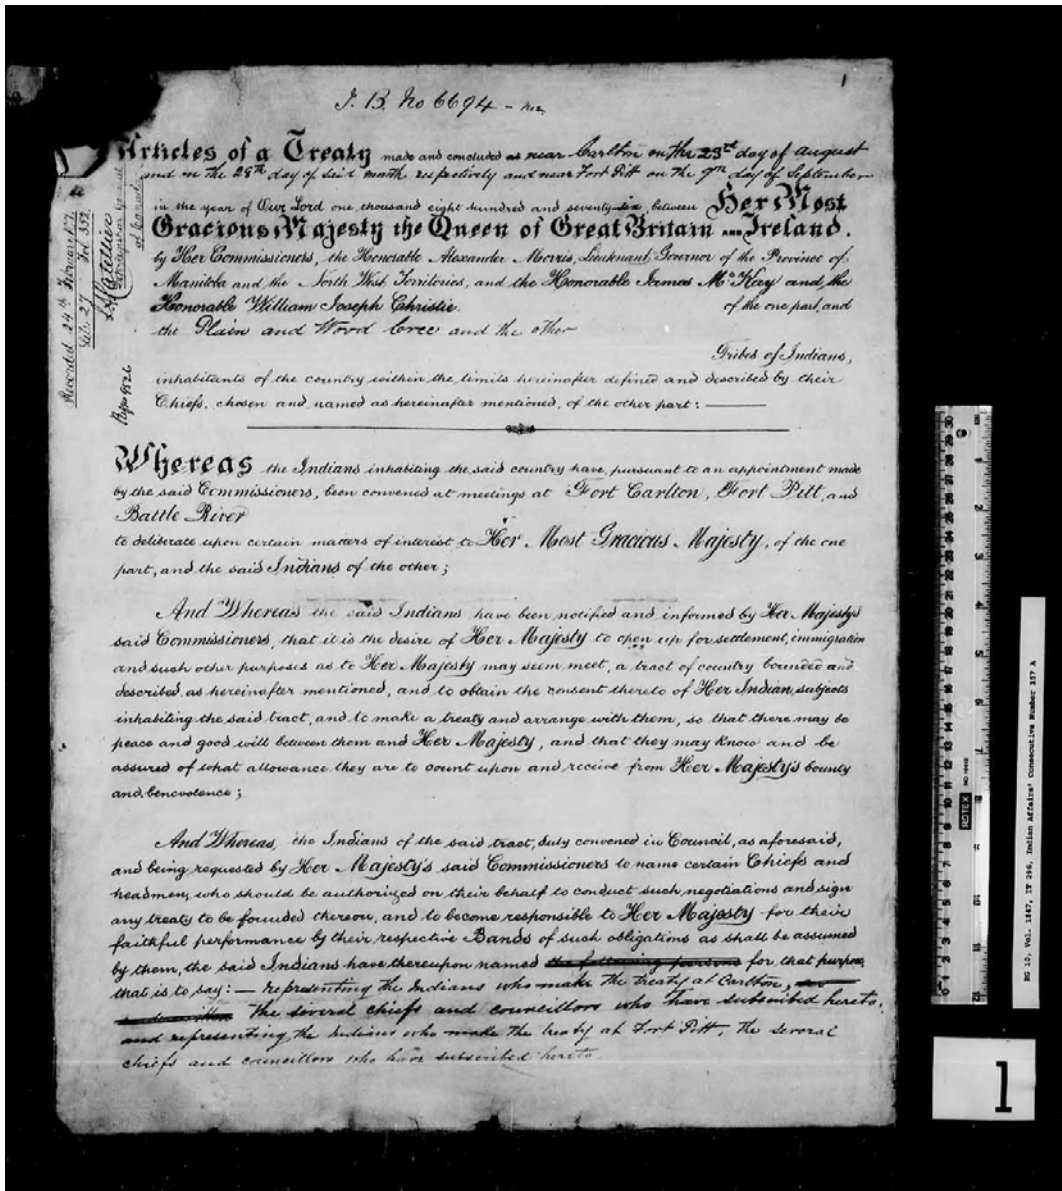 I. B. No 6694 - No 2
1
Articles of a Treaty made and concluded near Carlton on the 23rd day of August
and on the 28th day of said month respectively and near Fort Pitt on the 9th day of September
in the year of Our Lord one thousand eight hundred and seventy-six, between Her Most
Gracious Majesty the Queen of Great Britain and Ireland,
by Her Commissioners, the Honorable Alexander Morris, Lieutenant Governor of the Province of
Manitoba and the North West Territories, and the Honorable James McKay and the
Honorable William Joseph Christie. of the one part, and
the Plain and Wood Cree and the other
Tribes of Indians,
inhabitants of the country within the limits hereinafter defined and described by their
Chiefs, chosen and named as hereinafter mentioned, of the other part: ———
Whereas the Indians inhabiting the said country have, pursuant to an appointment made
by the said Commissioners, been convened at meetings at Fort Carlton, Fort Pitt, and
Battle River
to deliberate upon certain matters of interest to Her Most Gracious Majesty, of the one
part, and the said Indians of the other;
And Whereas the said Indians have been notified and informed by Her Majesty's
said Commissioners, that it is the desire of Her Majesty to open up for settlement, immigration
and such other purposes as to Her Majesty may seem meet, a tract of country bounded and
described, as hereinafter mentioned, and to obtain the consent thereto of Her Indian subjects
inhabiting the said tract, and to make a treaty and arrange with them, so that there may be
peace and good will between them and Her Majesty, and that they may know and be
assured of what allowance they are to count upon and receive from Her Majesty's bounty
and benevolence;
And Whereas, the Indians of the said tract, duly convened in Council, as aforesaid,
and being requested by Her Majesty's said Commissioners to name certain Chiefs and
headmen, who should be authorized on their behalf to conduct such negotiations and sign
any treaty to be founded thereon, and to become responsible to Her Majesty for their
faithful performance by their respective Bands of such obligations as shall be assumed
by them, the said Indians have thereupon named the following persons for that purpose,
that is to say: — representing the Indians who make the treaty at Carlton,
the several chiefs and councillors who have subscribed hereto,
and representing the Indians who made the treaty at Fort Pitt, the several
chiefs and councillors who have subscribed hereto.
Recorded 24th February 1877
Lib. 27 Fol 352.
L. A. Catellier
Dep Registrar General
of Canada
ROTEX
RG 10, Vol. 1847, IT 296, Indian Affairs' Consecutive Number 157 A
1